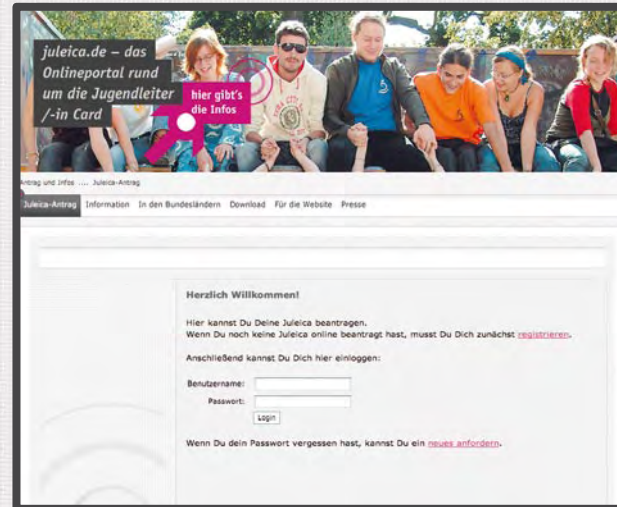 juleica.de – das
Onlineportal rund
um die Jugendleiter
/-in Card
hier gibt's
die Infos
Antrag und Infos .... Juleica-Antrag
Juleica-Antrag Information In den Bundesländern Download Für die Website Presse
Herzlich Willkommen!
Hier kannst Du Deine Juleica beantragen.
Wenn Du noch keine Juleica online beantragt hast, musst Du Dich zunächst registrieren.
Anschließend kannst Du Dich hier einloggen:
Benutzername:
Passwort:
Login
Wenn Du dein Passwort vergessen hast, kannst Du ein neues anfordern.